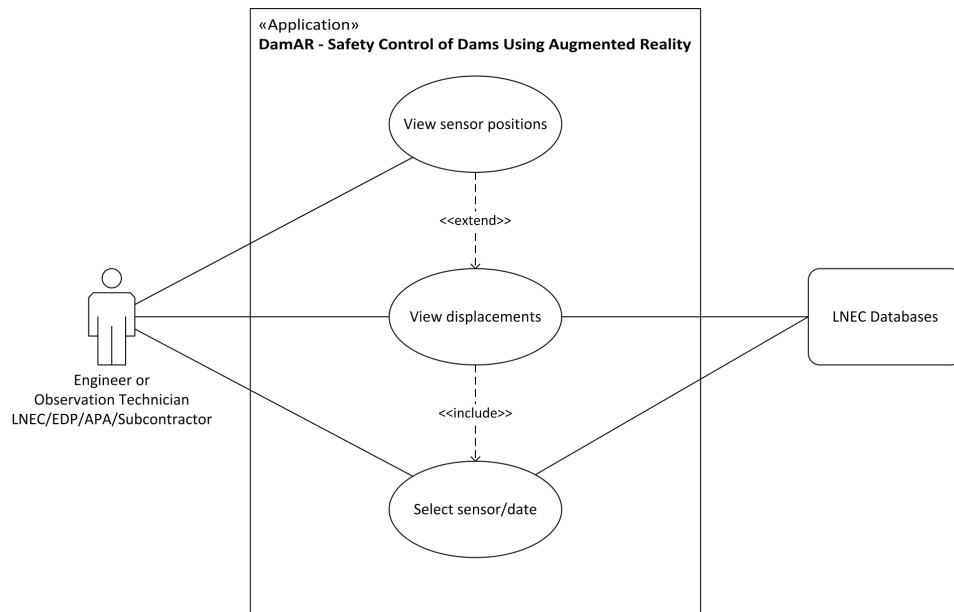 «Application»
DamAR - Safety Control of Dams Using Augmented Reality
View sensor positions
<<extend>>
View displacements
LNEC Databases
Engineer or
Observation Technician
LNEC/EDP/APA/Subcontractor
<<include>>
Select sensor/date